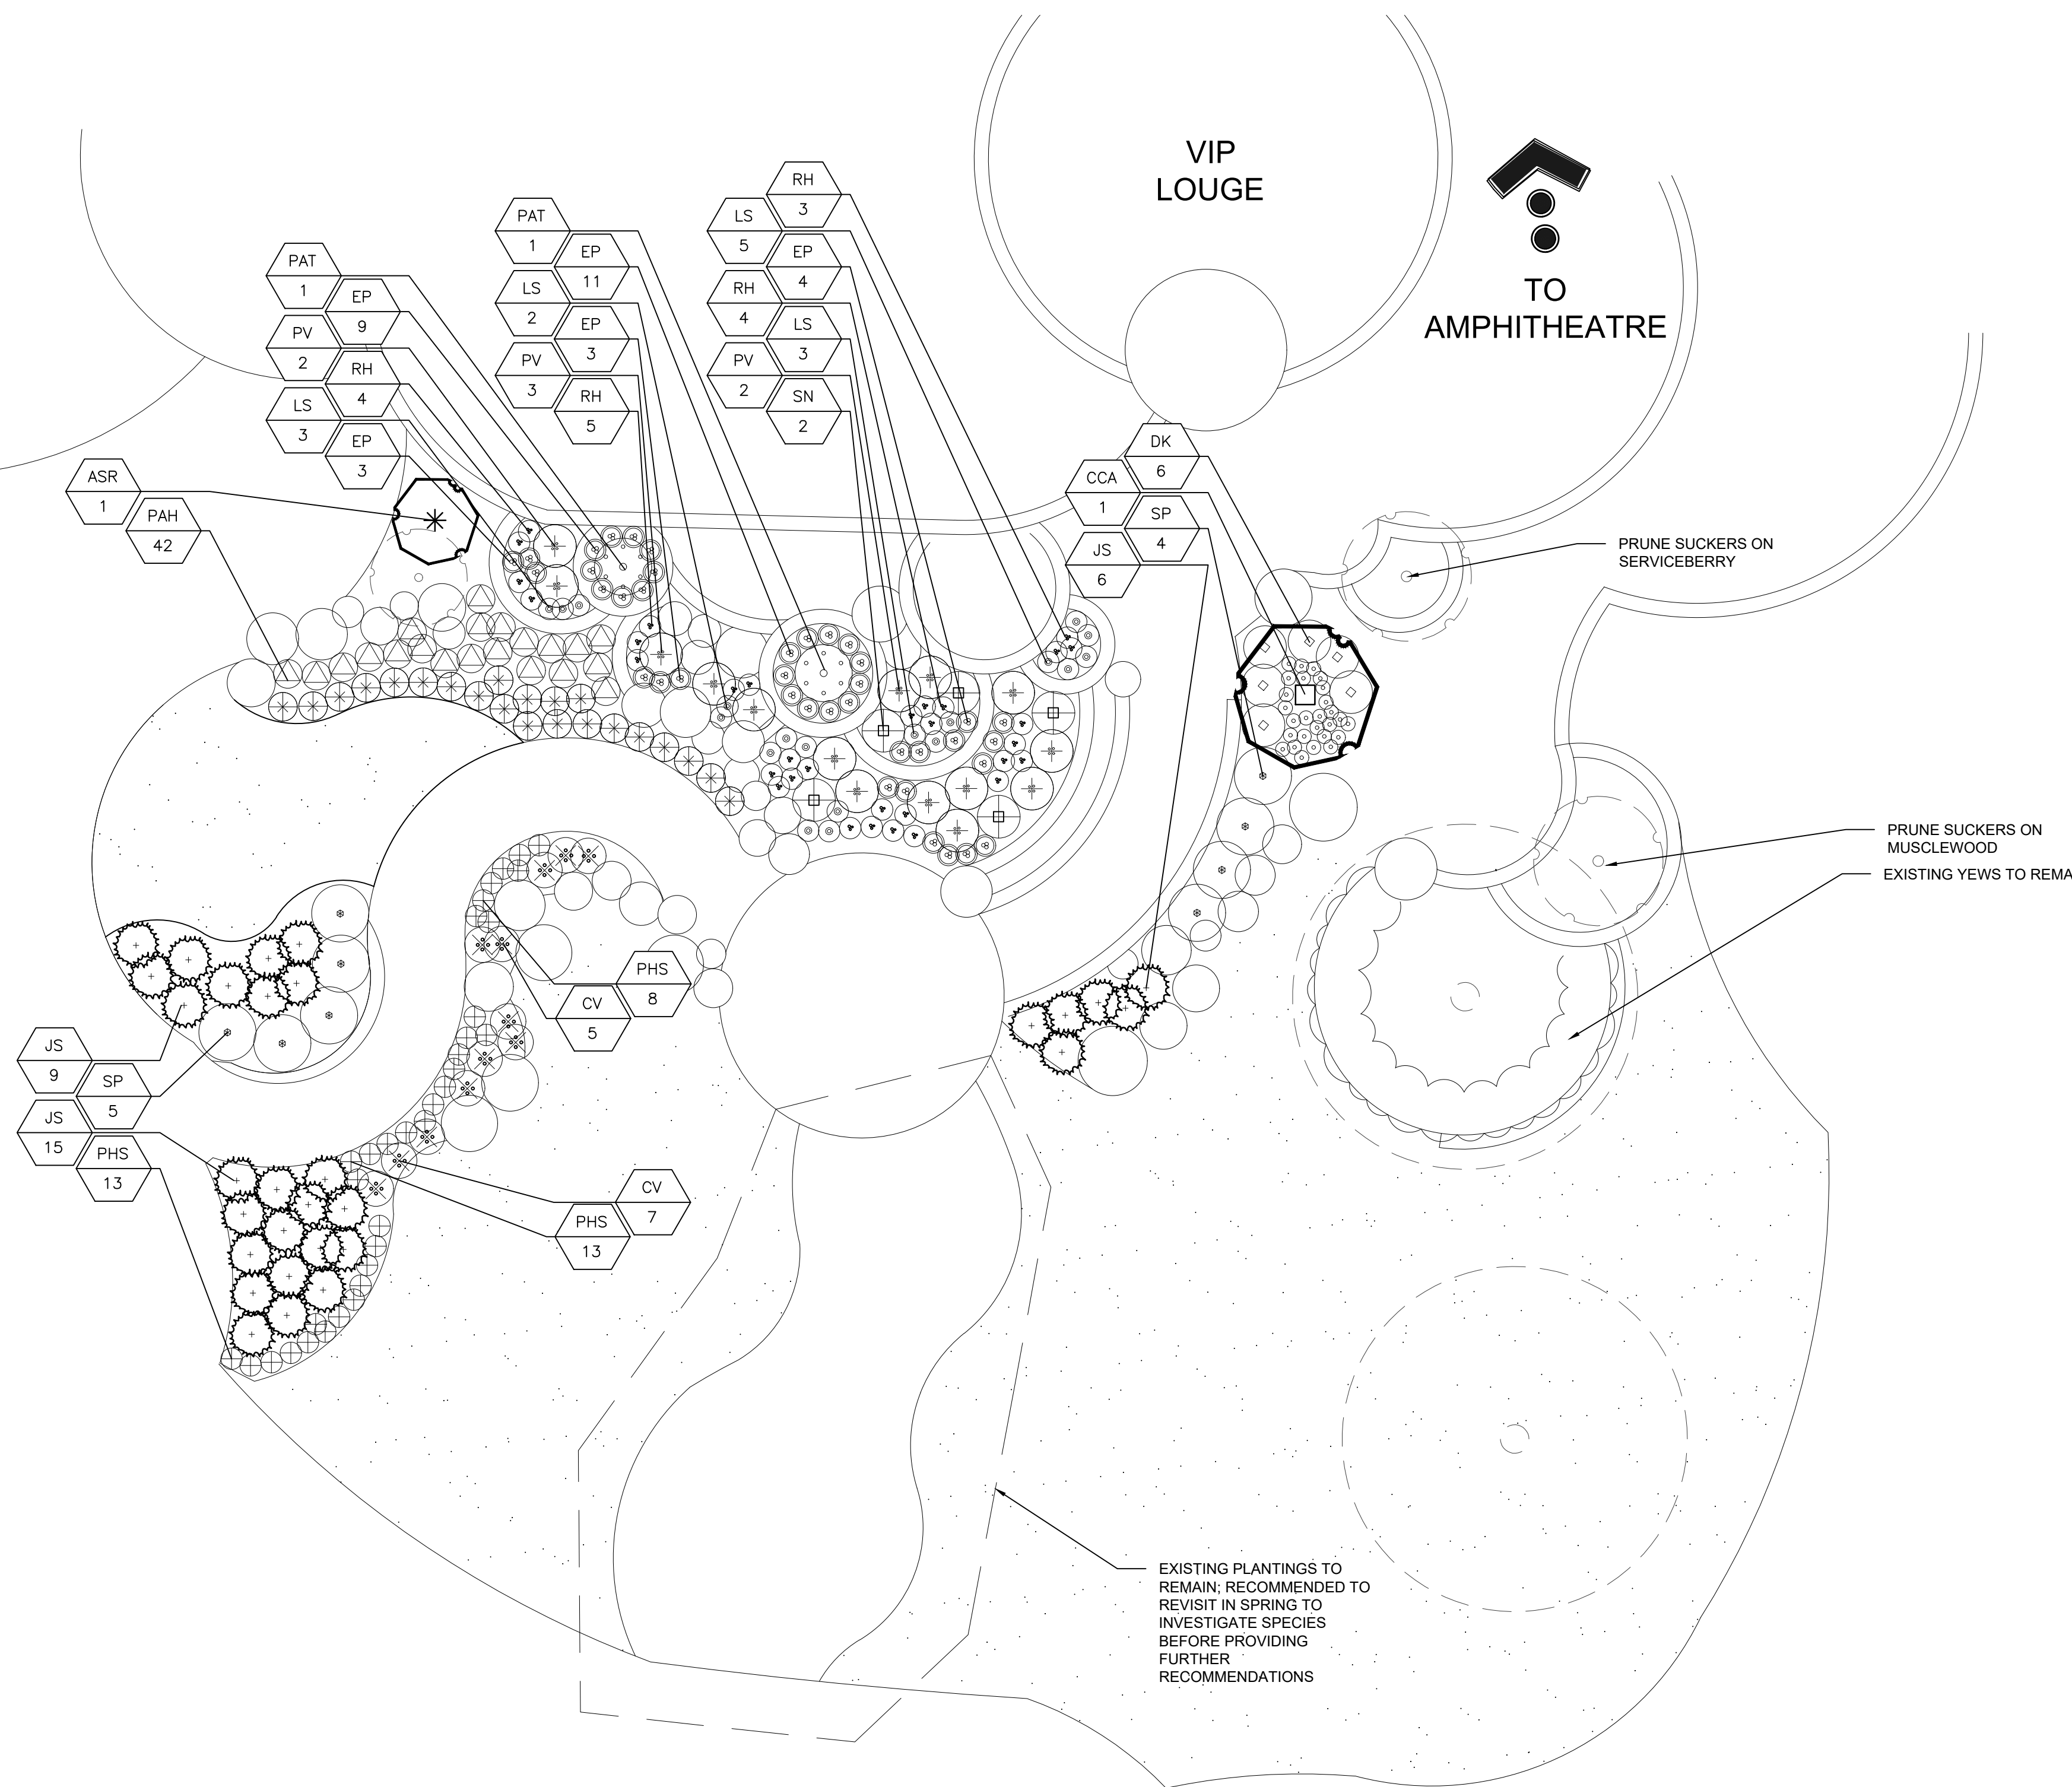 VIP
LOUGE
TO
AMPHITHEATRE
RH
3
LS
5
EP
4
RH
4
LS
3
PV
2
SN
2
PAT
1
EP
11
LS
2
EP
3
PV
3
RH
5
PAT
1
EP
9
PV
2
RH
4
LS
3
EP
3
ASR
1
PAH
42
DK
6
CCA
1
SP
4
JS
6
PRUNE SUCKERS ON
SERVICEBERRY
PRUNE SUCKERS ON
MUSCLEWOOD
EXISTING YEWS TO REMA
PHS
8
CV
5
JS
9
SP
5
JS
15
PHS
13
CV
7
PHS
13
EXISTING PLANTINGS TO
REMAIN; RECOMMENDED TO
REVISIT IN SPRING TO
INVESTIGATE SPECIES
BEFORE PROVIDING
FURTHER
RECOMMENDATIONS